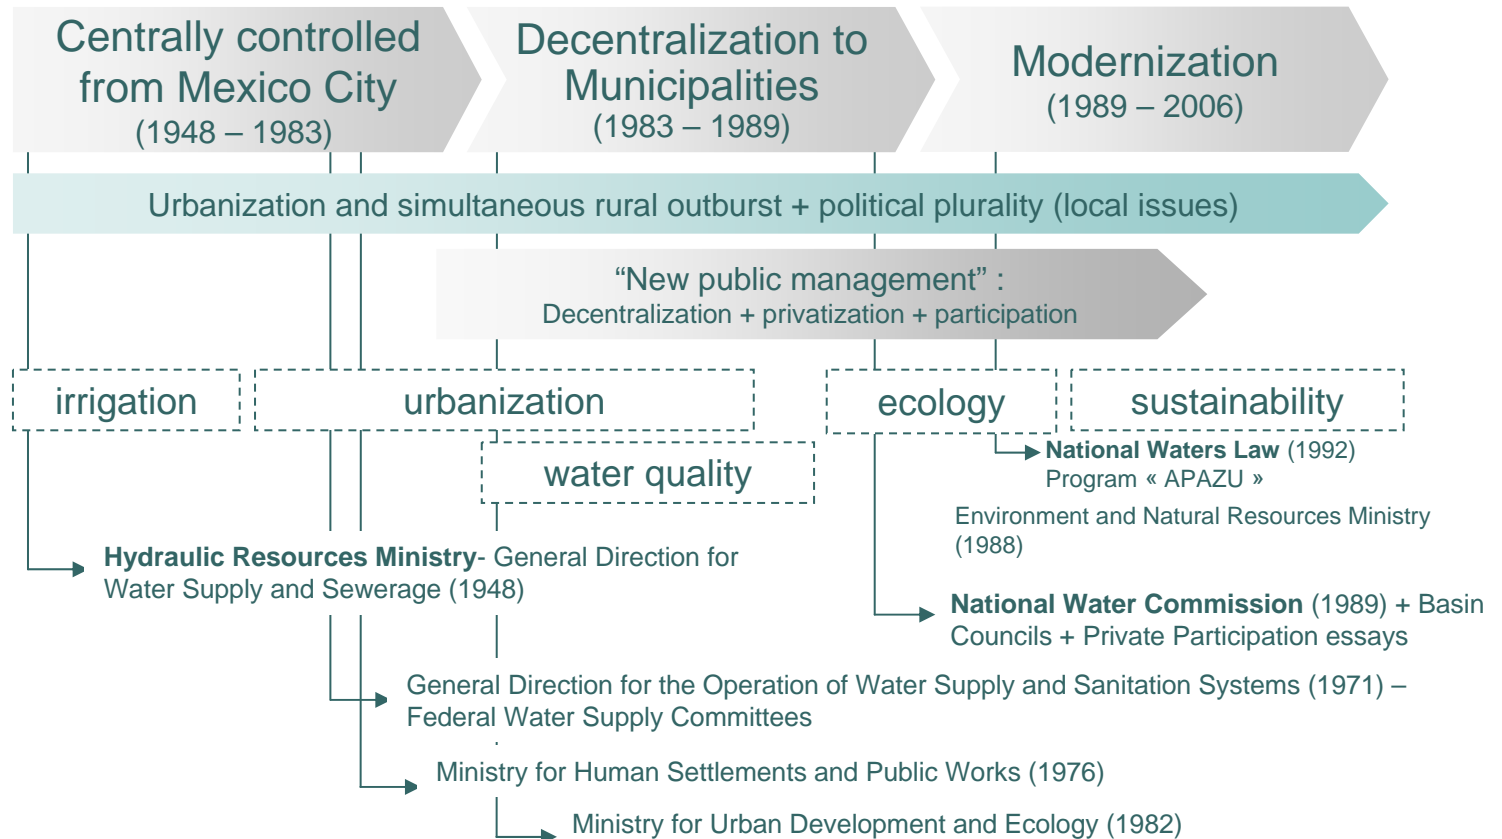 Centrally controlled
from Mexico City
(1948 – 1983)
Decentralization to
Municipalities
(1983 – 1989)
Modernization
(1989 – 2006)
Urbanization and simultaneous rural outburst + political plurality (local issues)
“New public management” :
Decentralization + privatization + participation
irrigation
urbanization
ecology
sustainability
water quality
National Waters Law (1992)
Program « APAZU »
Environment and Natural Resources Ministry
(1988)
Hydraulic Resources Ministry- General Direction for
Water Supply and Sewerage (1948)
National Water Commission (1989) + Basin
Councils + Private Participation essays
General Direction for the Operation of Water Supply and Sanitation Systems (1971) –
Federal Water Supply Committees
Ministry for Human Settlements and Public Works (1976)
Ministry for Urban Development and Ecology (1982)